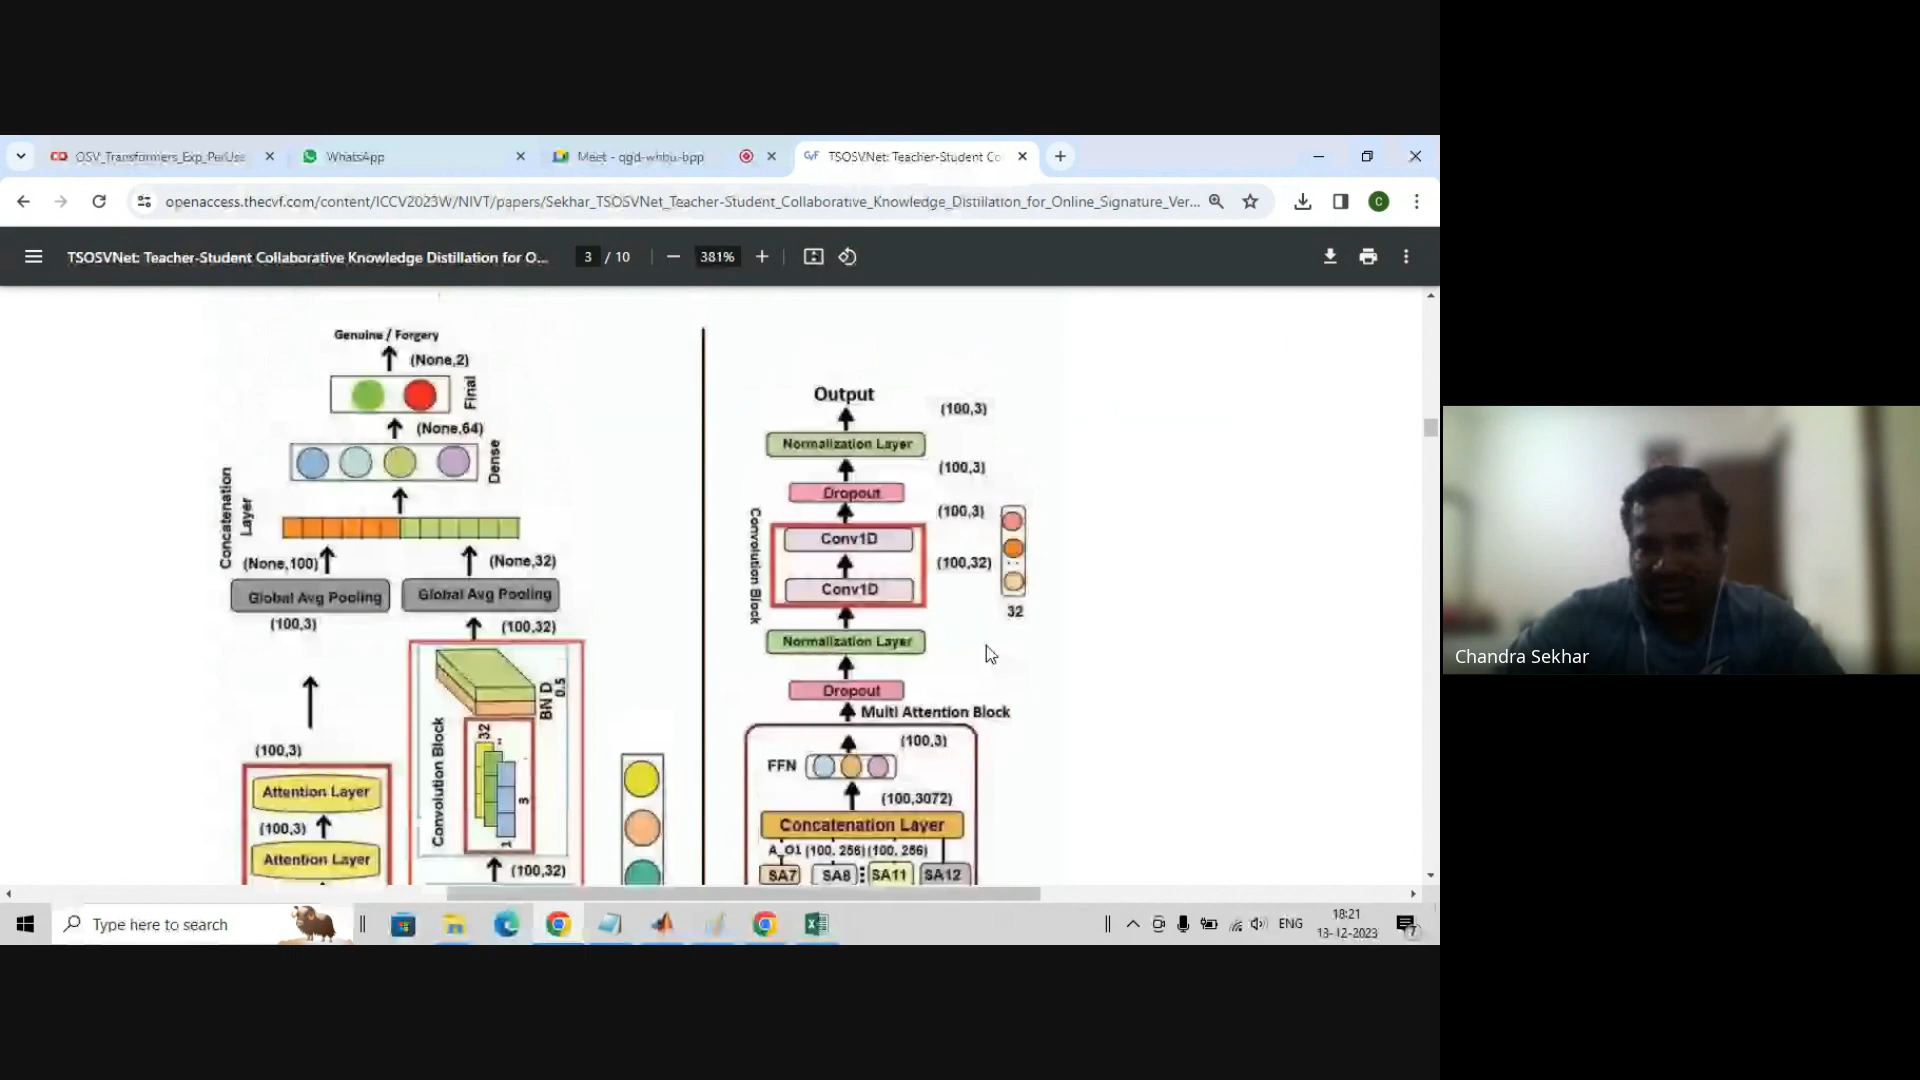 OSV_Transformers_Exp_PerUse
WhatsApp
Meet - qgd-whbu-bpp
TSOSVNet: Teacher-Student Co
openaccess.thecvf.com/content/ICCV2023W/NIVT/papers/Sekhar_TSOSVNet_Teacher-Student_Collaborative_Knowledge_Distillation_for_Online_Signature_Ver...
C
TSOSVNet: Teacher-Student Collaborative Knowledge Distillation for O...
3 / 10
381%
Genuine / Forgery
(None,2)
Final
(None,64)
Dense
Concatenation
Layer
(None,100)
(None,32)
Global Avg Pooling
Global Avg Pooling
(100,3)
(100,32)
BN D
0.5
Convolution Block
32
3
1
(100,3)
Attention Layer
(100,3)
Attention Layer
(100,32)
Output
(100,3)
Normalization Layer
(100,3)
Dropout
(100,3)
Convolution Block
Conv1D
(100,32)
Conv1D
32
Normalization Layer
Dropout
Multi Attention Block
(100,3)
FFN
(100,3072)
Concatenation Layer
A_O1 (100, 256)(100, 256)
SA7
SA8
SA11
SA12
Chandra Sekhar
Type here to search
ENG
18:21
13-12-2023
7